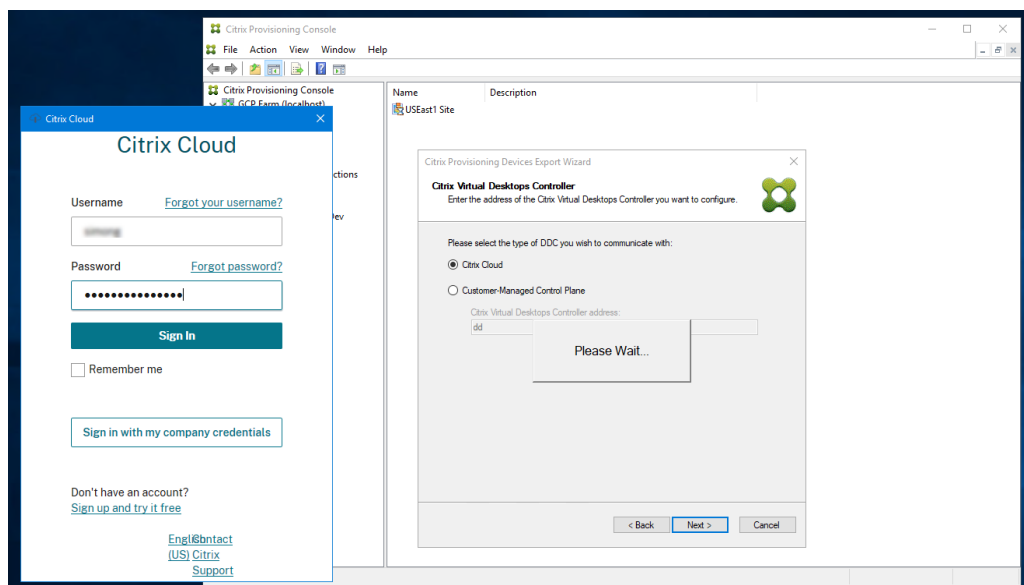 Citrix Provisioning Console
File Action View Window Help
Citrix Provisioning Console
GCP Farm (localhost)
ctions
Dev
Name Description
USEast1 Site
Citrix Cloud
Citrix Cloud
Username Forgot your username?
Password Forgot password?
Sign In
Remember me
Sign in with my company credentials
Don't have an account?
Sign up and try it free
English
(US)
Contact
Citrix
Support
Citrix Provisioning Devices Export Wizard
Citrix Virtual Desktops Controller
Enter the address of the Citrix Virtual Desktops Controller you want to configure.
Please select the type of DDC you wish to communicate with:
Citrix Cloud
Customer-Managed Control Plane
Citrix Virtual Desktops Controller address:
dd
Please Wait...
< Back Next > Cancel